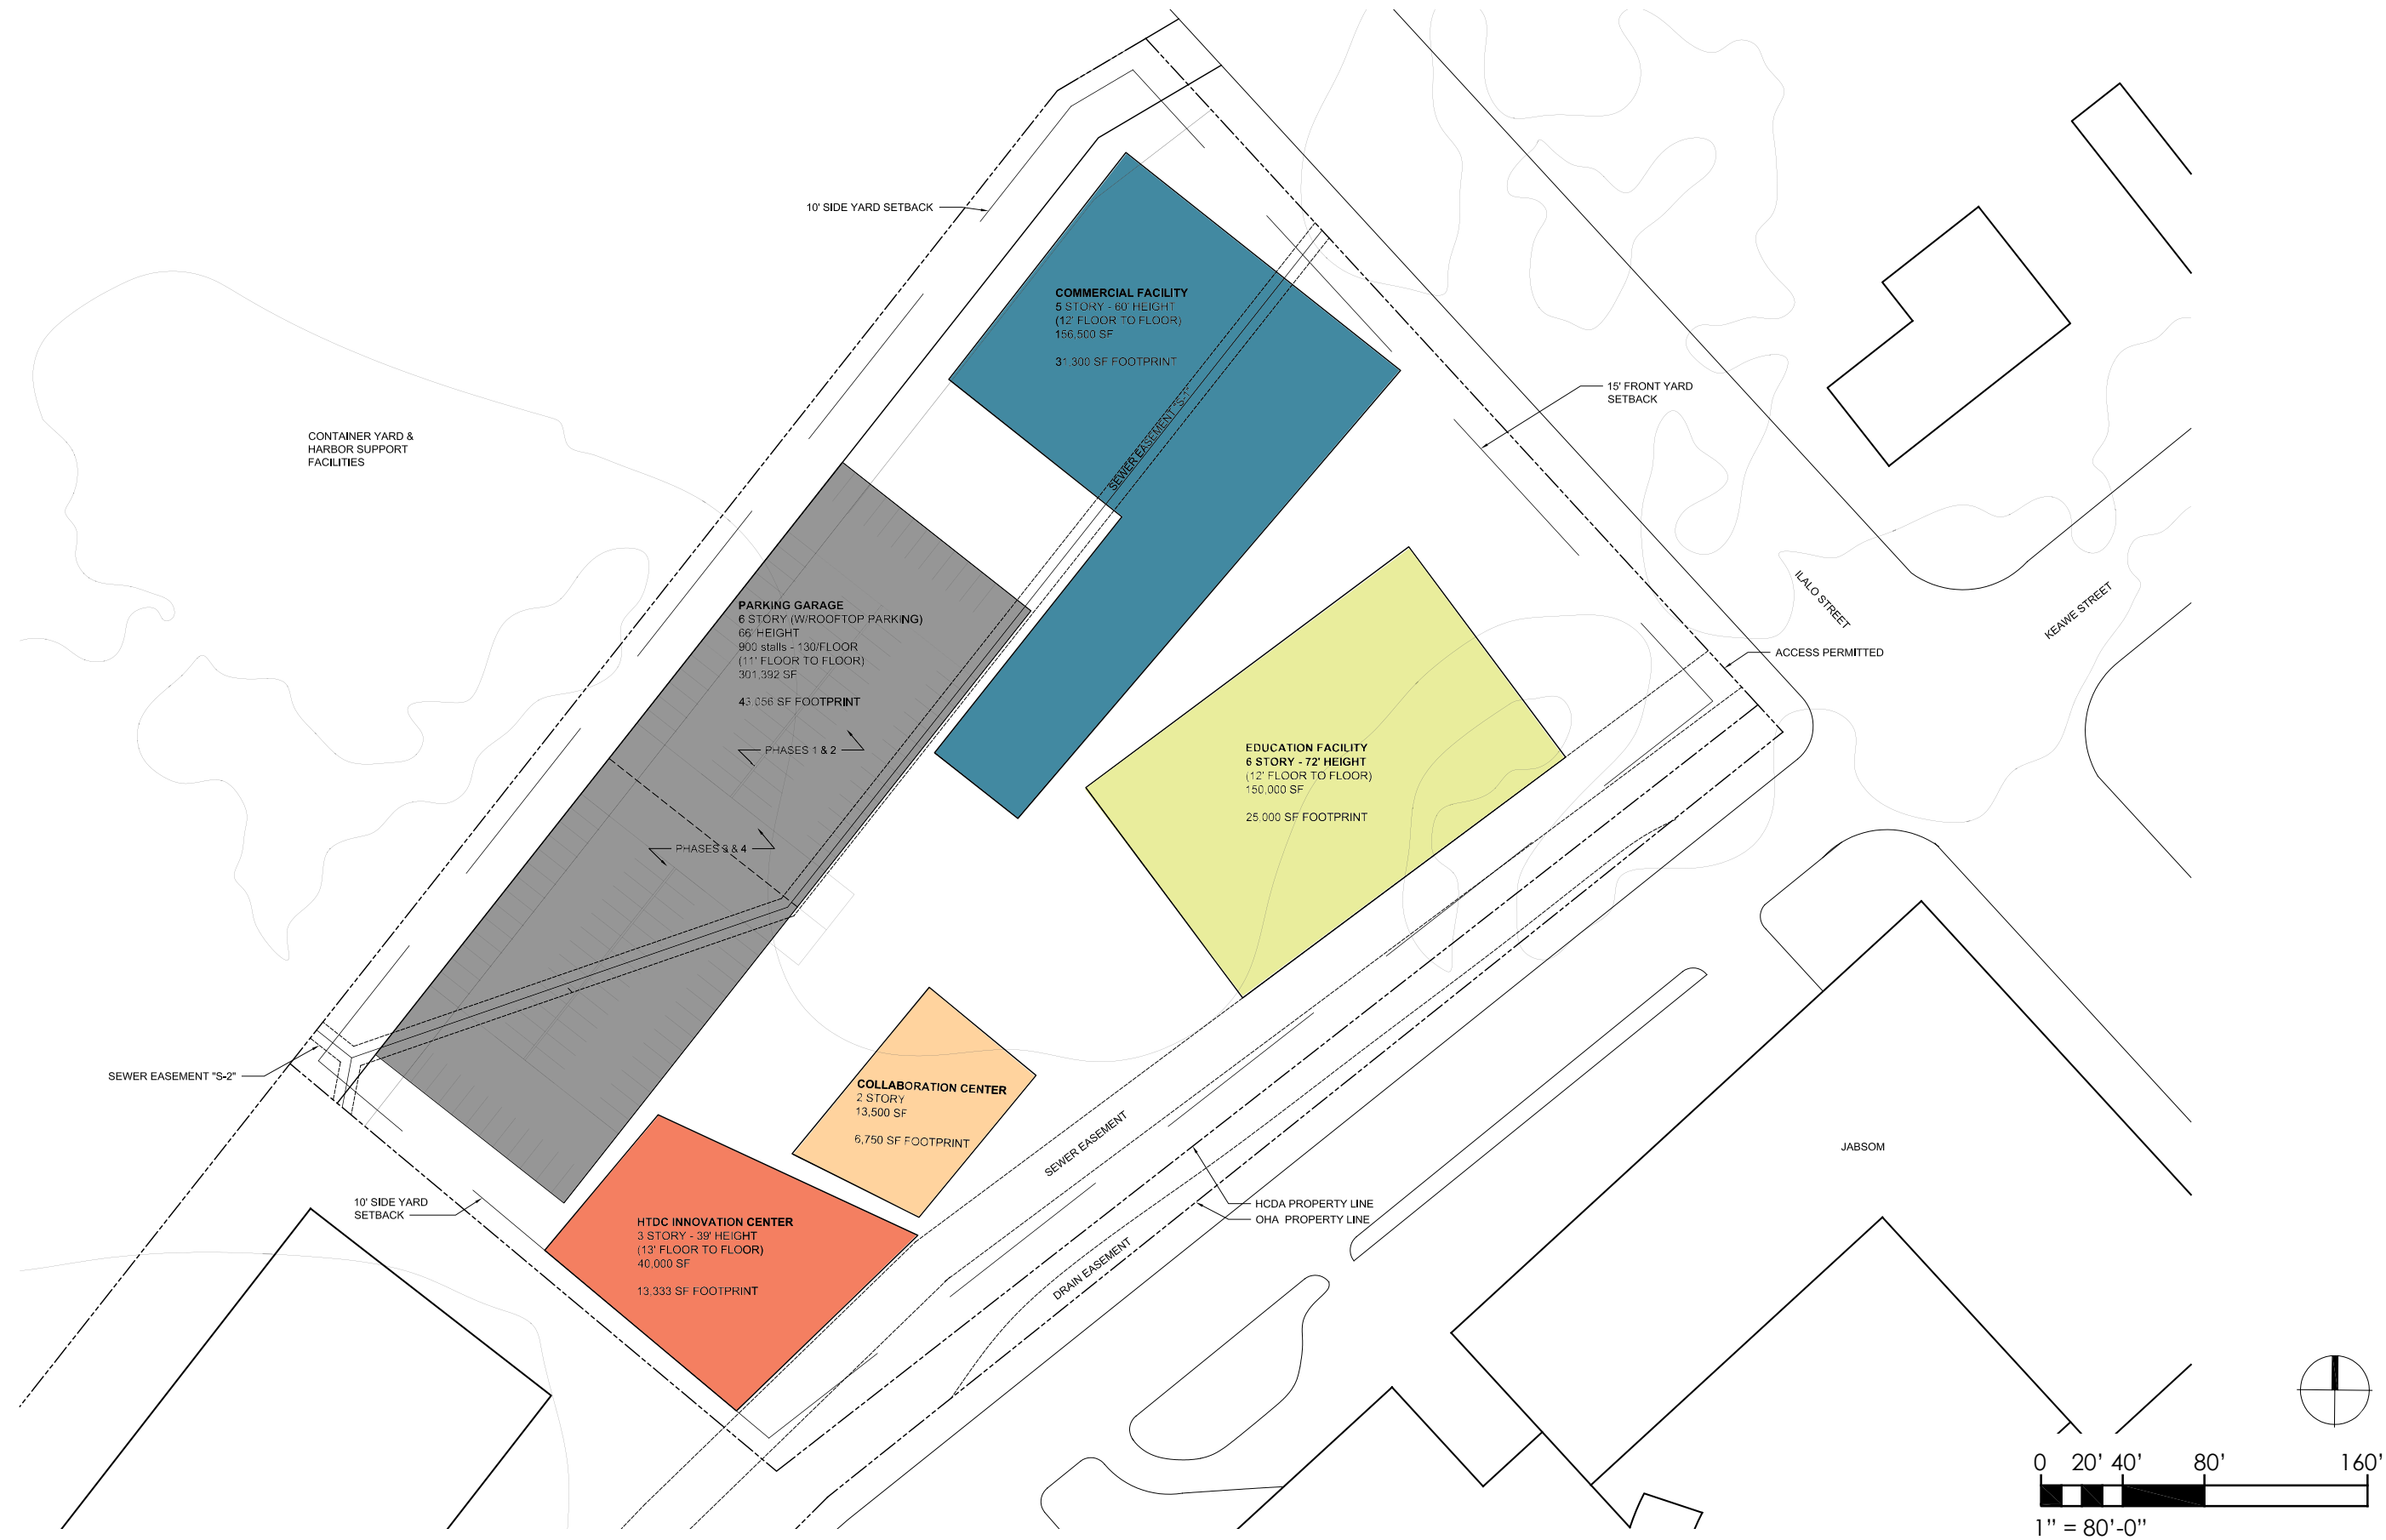 10' SIDE YARD SETBACK
COMMERCIAL FACILITY
5 STORY - 60' HEIGHT
(12' FLOOR TO FLOOR)
156,500 SF
31,300 SF FOOTPRINT
SEWER EASEMENT "S-1"
15' FRONT YARD
SETBACK
CONTAINER YARD &
HARBOR SUPPORT
FACILITIES
ILALO STREET
KEAWE STREET
ACCESS PERMITTED
PARKING GARAGE
6 STORY (W/ROOFTOP PARKING)
66' HEIGHT
900 stalls - 130/FLOOR
(11' FLOOR TO FLOOR)
301,392 SF
43,056 SF FOOTPRINT
PHASES 1 & 2
PHASES 3 & 4
EDUCATION FACILITY
6 STORY - 72' HEIGHT
(12' FLOOR TO FLOOR)
150,000 SF
25,000 SF FOOTPRINT
SEWER EASEMENT "S-2"
COLLABORATION CENTER
2 STORY
13,500 SF
6,750 SF FOOTPRINT
SEWER EASEMENT
JABSOM
10' SIDE YARD
SETBACK
HCDA PROPERTY LINE
OHA PROPERTY LINE
HTDC INNOVATION CENTER
3 STORY - 39' HEIGHT
(13' FLOOR TO FLOOR)
40,000 SF
13,333 SF FOOTPRINT
DRAIN EASEMENT
0 20' 40' 80' 160'
1" = 80'-0"